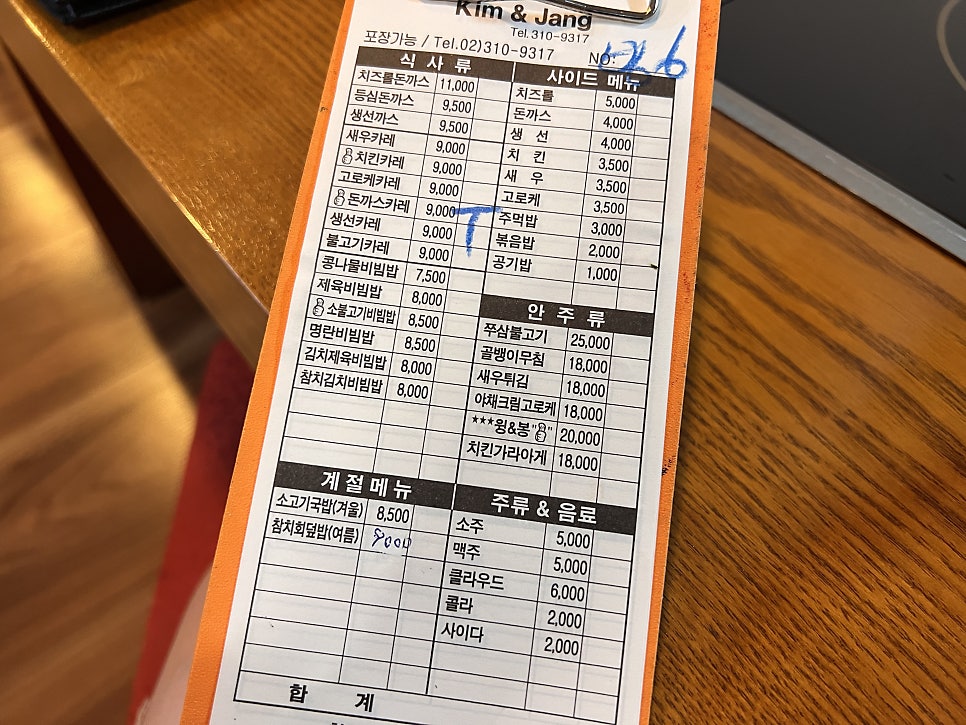 Kim & Jang
Tel. 310-9317
포장가능 / Tel.02)310-9317
NO: 6
식 사 류
치즈롤돈까스 11,000
등심돈까스 9,500
생선까스 9,500
새우카레 9,000
치킨카레 9,000
고로케카레 9,000
돈까스카레 9,000 T
생선카레 9,000
불고기카레 9,000
콩나물비빔밥 7,500
제육비빔밥 8,000
소불고기비빔밥 8,500
명란비빔밥 8,500
김치제육비빔밥 8,000
참치김치비빔밥 8,000
사이드 메뉴
치즈롤 5,000
돈까스 4,000
생 선 4,000
치 킨 3,500
새 우 3,500
고로케 3,500
주먹밥 3,000
볶음밥 2,000
공기밥 1,000
안 주 류
쭈삼불고기 25,000
골뱅이무침 18,000
새우튀김 18,000
야채크림고로케 18,000
***윙&봉" " 20,000
치킨가라아게 18,000
계절메뉴
소고기국밥(겨울) 8,500
참치회덮밥(여름) 9000
주류 & 음료
소주 5,000
맥주 5,000
클라우드 6,000
콜라 2,000
사이다 2,000
합 계